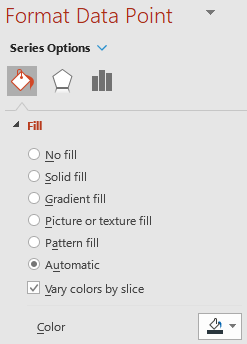 Format Data Point
Series Options
Fill
No fill
Solid fill
Gradient fill
Picture or texture fill
Pattern fill
Automatic
Vary colors by slice
Color